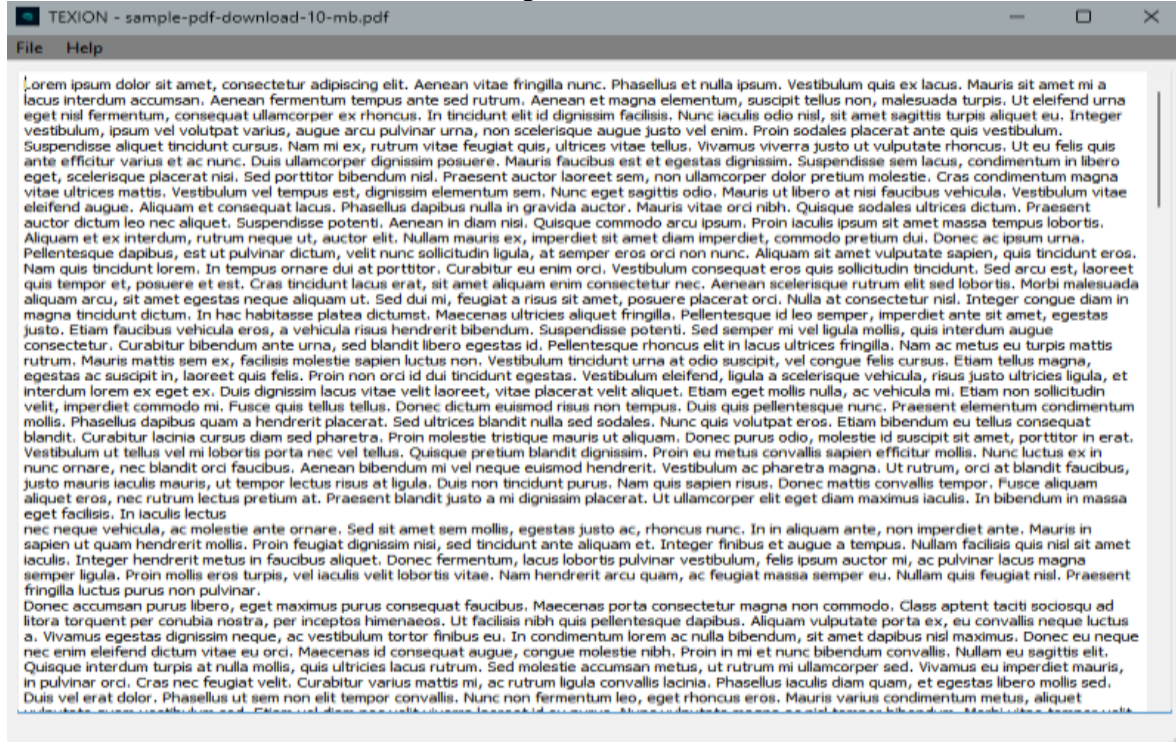 TEXION - sample-pdf-download-10-mb.pdf
File Help
Lorem ipsum dolor sit amet, consectetur adipiscing elit. Aenean vitae fringilla nunc. Phasellus et nulla ipsum. Vestibulum quis ex lacus. Mauris sit amet mi a
lacus interdum accumsan. Aenean fermentum tempus ante sed rutrum. Aenean et magna elementum, suscipit tellus non, malesuada turpis. Ut eleifend urna
eget nisl fermentum, consequat ullamcorper ex rhoncus. In tincidunt elit id dignissim facilisis. Nunc iaculis odio nisl, sit amet sagittis turpis aliquet eu. Integer
vestibulum, ipsum vel volutpat varius, augue arcu pulvinar urna, non scelerisque augue justo vel enim. Proin sodales placerat ante quis vestibulum.
Suspendisse aliquet tincidunt cursus. Nam mi ex, rutrum vitae feugiat quis, ultrices vitae tellus. Vivamus viverra justo ut vulputate rhoncus. Ut eu felis quis
ante efficitur varius et ac nunc. Duis ullamcorper dignissim posuere. Mauris faucibus est et egestas dignissim. Suspendisse sem lacus, condimentum in libero
eget, scelerisque placerat nisi. Sed porttitor bibendum nisl. Praesent auctor laoreet sem, non ullamcorper dolor pretium molestie. Cras condimentum magna
vitae ultrices mattis. Vestibulum vel tempus est, dignissim elementum sem. Nunc eget sagittis odio. Mauris ut libero at nisi faucibus vehicula. Vestibulum vitae
eleifend augue. Aliquam et consequat lacus. Phasellus dapibus nulla in gravida auctor. Mauris vitae orci nibh. Quisque sodales ultrices dictum. Praesent
auctor dictum leo nec aliquet. Suspendisse potenti. Aenean in diam nisi. Quisque commodo arcu ipsum. Proin iaculis ipsum sit amet massa tempus lobortis.
Aliquam et ex interdum, rutrum neque ut, auctor elit. Nullam mauris ex, imperdiet sit amet diam imperdiet, commodo pretium dui. Donec ac ipsum urna.
Pellentesque dapibus, est ut pulvinar dictum, velit nunc sollicitudin ligula, at semper eros orci non nunc. Aliquam sit amet vulputate sapien, quis tincidunt eros.
Nam quis tincidunt lorem. In tempus ornare dui at porttitor. Curabitur eu enim orci. Vestibulum consequat eros quis sollicitudin tincidunt. Sed arcu est, laoreet
quis tempor et, posuere et est. Cras tincidunt lacus erat, sit amet aliquam enim consectetur nec. Aenean scelerisque rutrum elit sed lobortis. Morbi malesuada
aliquam arcu, sit amet egestas neque aliquam ut. Sed dui mi, feugiat a risus sit amet, posuere placerat orci. Nulla at consectetur nisl. Integer congue diam in
magna tincidunt dictum. In hac habitasse platea dictumst. Maecenas ultricies aliquet fringilla. Pellentesque id leo semper, imperdiet ante sit amet, egestas
justo. Etiam faucibus vehicula eros, a vehicula risus hendrerit bibendum. Suspendisse potenti. Sed semper mi vel ligula mollis, quis interdum augue
consectetur. Curabitur bibendum ante urna, sed blandit libero egestas id. Pellentesque rhoncus elit in lacus ultrices fringilla. Nam ac metus eu turpis mattis
rutrum. Mauris mattis sem ex, facilisis molestie sapien luctus non. Vestibulum tincidunt urna at odio suscipit, vel congue felis cursus. Etiam tellus magna,
egestas ac suscipit in, laoreet quis felis. Proin non orci id dui tincidunt egestas. Vestibulum eleifend, ligula a scelerisque vehicula, risus justo ultricies ligula, et
interdum lorem ex eget ex. Duis dignissim lacus vitae velit laoreet, vitae placerat velit aliquet. Etiam eget mollis nulla, ac vehicula mi. Etiam non sollicitudin
velit, imperdiet commodo mi. Fusce quis tellus tellus. Donec dictum euismod risus non tempus. Duis quis pellentesque nunc. Praesent elementum condimentum
mollis. Phasellus dapibus quam a hendrerit placerat. Sed ultrices blandit nulla sed sodales. Nunc quis volutpat eros. Etiam bibendum eu tellus consequat
blandit. Curabitur lacinia cursus diam sed pharetra. Proin molestie tristique mauris ut aliquam. Donec purus odio, molestie id suscipit sit amet, porttitor in erat.
Vestibulum ut tellus vel mi lobortis porta nec vel tellus. Quisque pretium blandit dignissim. Proin eu metus convallis sapien efficitur mollis. Nunc luctus ex in
nunc ornare, nec blandit orci faucibus. Aenean bibendum mi vel neque euismod hendrerit. Vestibulum ac pharetra magna. Ut rutrum, orci at blandit faucibus,
justo mauris iaculis mauris, ut tempor lectus risus at ligula. Duis non tincidunt purus. Nam quis sapien risus. Donec mattis convallis tempor. Fusce aliquam
aliquet eros, nec rutrum lectus pretium at. Praesent blandit justo a mi dignissim placerat. Ut ullamcorper elit eget diam maximus iaculis. In bibendum in massa
eget facilisis. In iaculis lectus
nec neque vehicula, ac molestie ante ornare. Sed sit amet sem mollis, egestas justo ac, rhoncus nunc. In in aliquam ante, non imperdiet ante. Mauris in
sapien ut quam hendrerit mollis. Proin feugiat dignissim nisi, sed tincidunt ante aliquam et. Integer finibus et augue a tempus. Nullam facilisis quis nisl sit amet
iaculis. Integer hendrerit metus in faucibus aliquet. Donec fermentum, lacus lobortis pulvinar vestibulum, felis ipsum auctor mi, ac pulvinar lacus magna
semper ligula. Proin mollis eros turpis, vel iaculis velit lobortis vitae. Nam hendrerit arcu quam, ac feugiat massa semper eu. Nullam quis feugiat nisl. Praesent
fringilla luctus purus non pulvinar.
Donec accumsan purus libero, eget maximus purus consequat faucibus. Maecenas porta consectetur magna non commodo. Class aptent taciti sociosqu ad
litora torquent per conubia nostra, per inceptos himenaeos. Ut facilisis nibh quis pellentesque dapibus. Aliquam vulputate porta ex, eu convallis neque luctus
a. Vivamus egestas dignissim neque, ac vestibulum tortor finibus eu. In condimentum lorem ac nulla bibendum, sit amet dapibus nisl maximus. Donec eu neque
nec enim eleifend dictum vitae eu orci. Maecenas id consequat augue, congue molestie nibh. Proin in mi et nunc bibendum convallis. Nullam eu sagittis elit.
Quisque interdum turpis at nulla mollis, quis ultricies lacus rutrum. Sed molestie accumsan metus, ut rutrum mi ullamcorper sed. Vivamus eu imperdiet mauris,
in pulvinar orci. Cras nec feugiat velit. Curabitur varius mattis mi, ac rutrum ligula convallis lacinia. Phasellus iaculis diam quam, et egestas libero mollis sed.
Duis vel erat dolor. Phasellus ut sem non elit tempor convallis. Nunc non fermentum leo, eget rhoncus eros. Mauris varius condimentum metus, aliquet